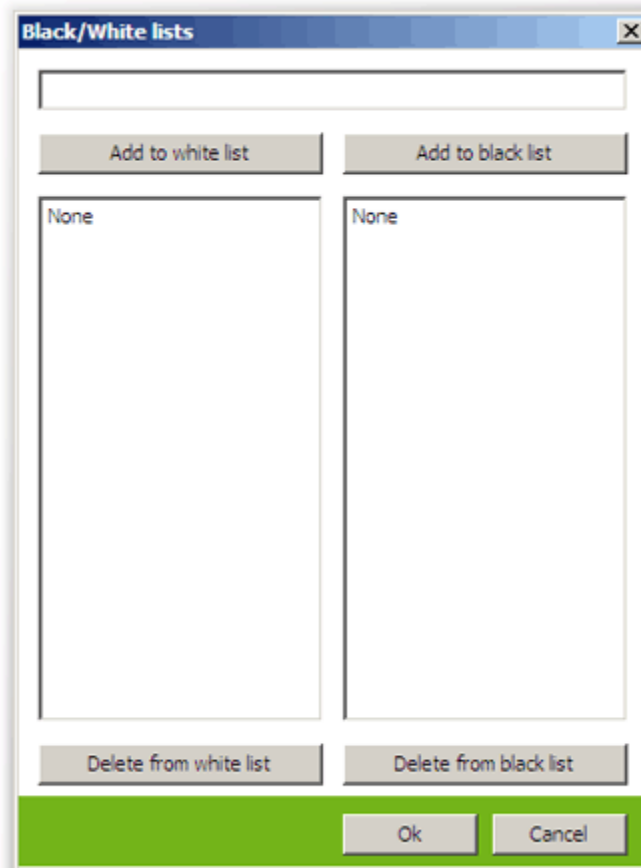 Black/White lists
Add to white list
Add to black list
None
None
Delete from white list
Delete from black list
Ok
Cancel